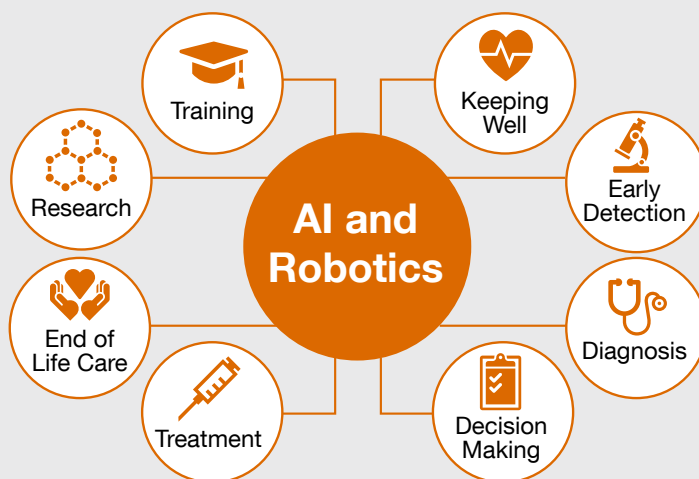 Training
Keeping
Well
Research
Early
Detection
AI and
Robotics
End of
Life Care
Diagnosis
Treatment
Decision
Making